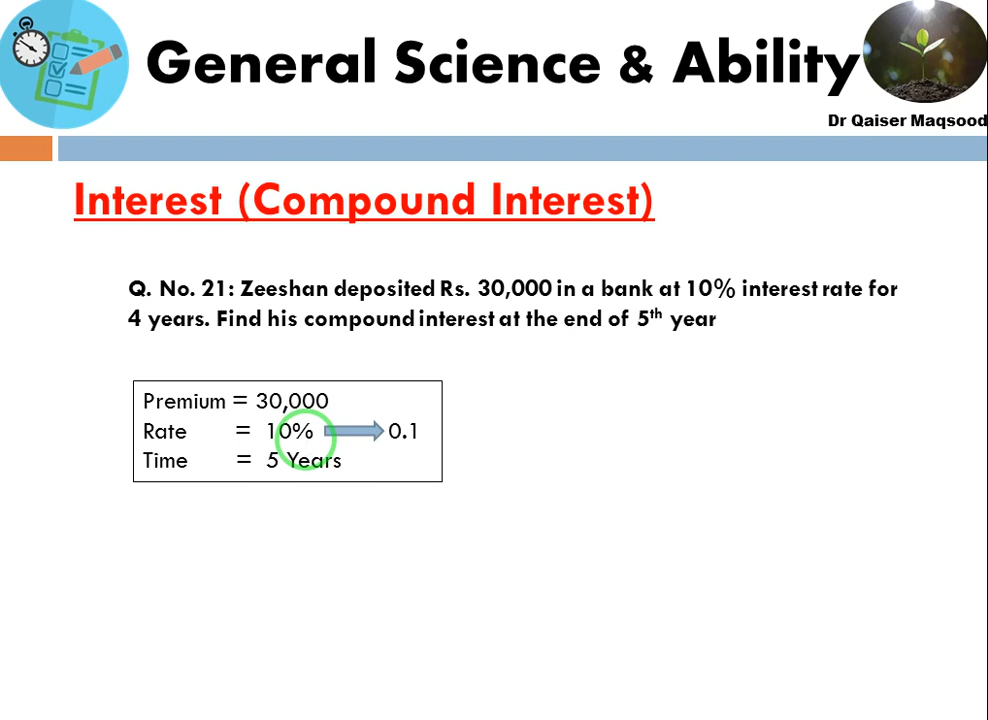 General Science & Ability
Dr Qaiser Maqsood
Interest (Compound Interest)
Q. No. 21: Zeeshan deposited Rs. 30,000 in a bank at 10% interest rate for
4 years. Find his compound interest at the end of 5th year
Premium = 30,000
Rate = 10% 0.1
Time = 5 Years